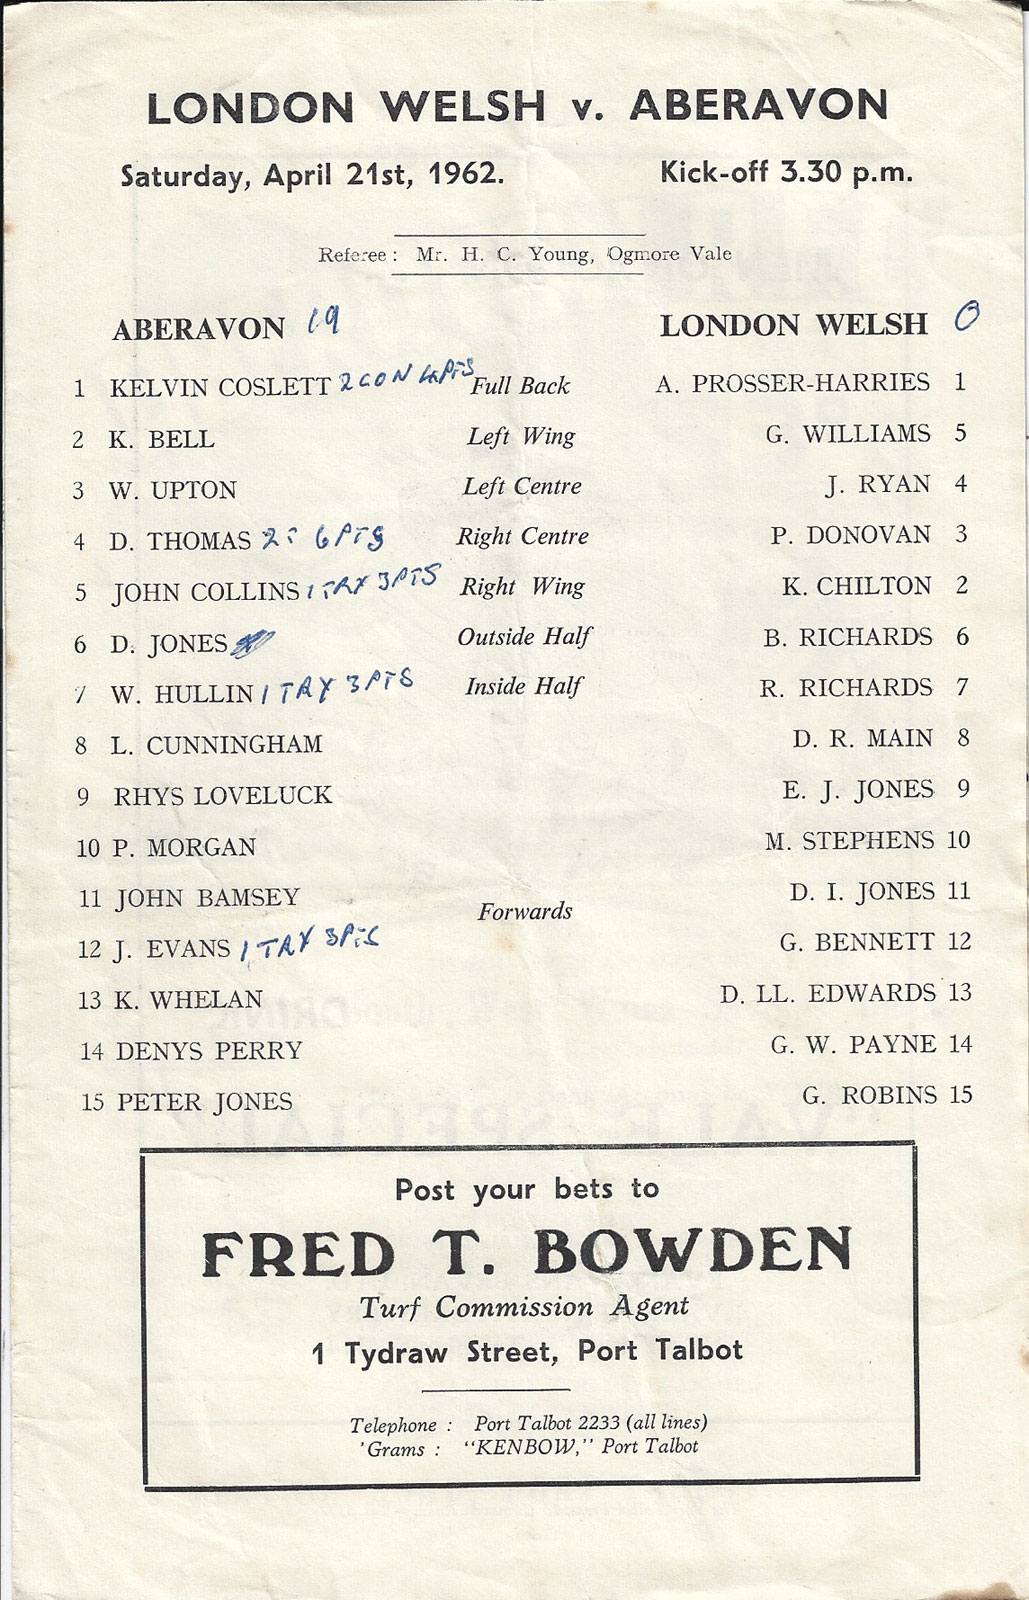 LONDON WELSH v. ABERAVON
Saturday, April 21st, 1962. Kick-off 3.30 p.m.
Referee : Mr. H. C. Young, Ogmore Vale
ABERAVON 19 LONDON WELSH 0
1 KELVIN COSLETT 2 CON 4 PTS Full Back A. PROSSER-HARRIES 1
2 K. BELL Left Wing G. WILLIAMS 5
3 W. UPTON Left Centre J. RYAN 4
4 D. THOMAS 2 6 PTS Right Centre P. DONOVAN 3
5 JOHN COLLINS 1 TRY 3 PTS Right Wing K. CHILTON 2
6 D. JONES Outside Half B. RICHARDS 6
7 W. HULLIN 1 TRY 3 PTS Inside Half R. RICHARDS 7
8 L. CUNNINGHAM D. R. MAIN 8
9 RHYS LOVELUCK E. J. JONES 9
10 P. MORGAN M. STEPHENS 10
11 JOHN BAMSEY D. I. JONES 11
Forwards
12 J. EVANS 1 TRY 3 PTS G. BENNETT 12
13 K. WHELAN D. LL. EDWARDS 13
14 DENYS PERRY G. W. PAYNE 14
15 PETER JONES G. ROBINS 15
Post your bets to
FRED T. BOWDEN
Turf Commission Agent
1 Tydraw Street, Port Talbot
Telephone : Port Talbot 2233 (all lines)
'Grams : "KENBOW," Port Talbot